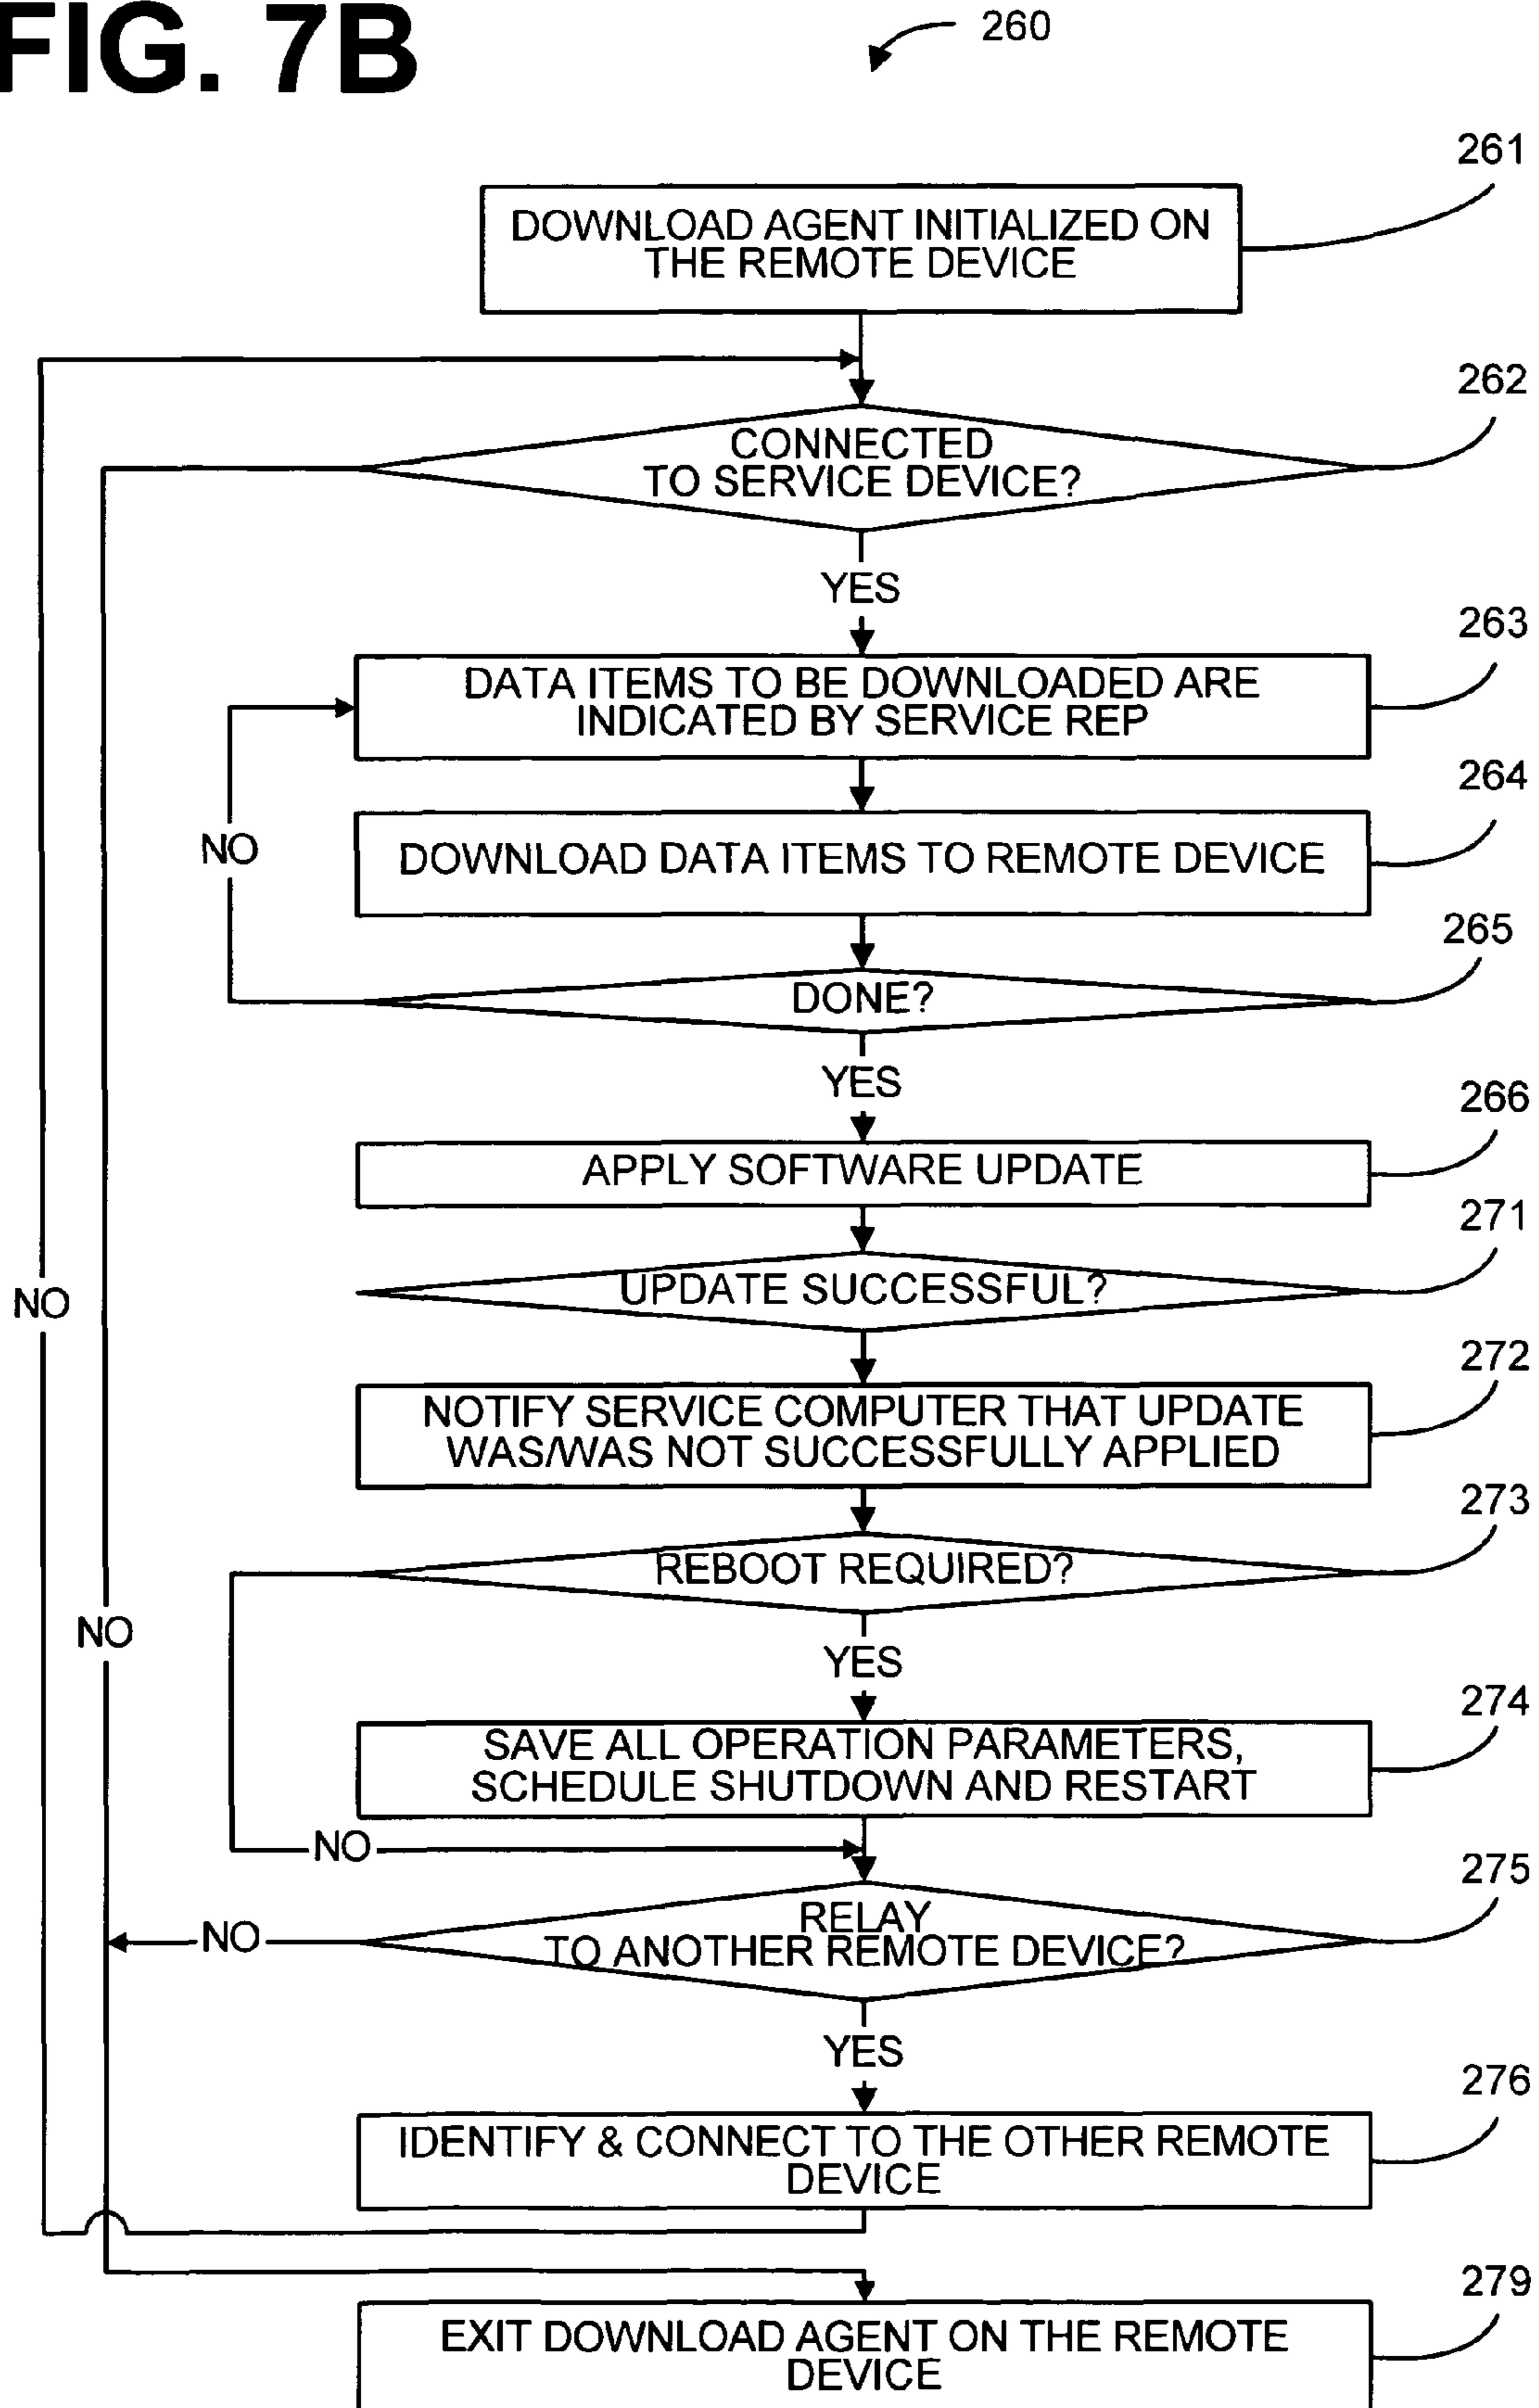 FIG. 7B
260
261
DOWNLOAD AGENT INITIALIZED ON
THE REMOTE DEVICE
262
CONNECTED
TO SERVICE DEVICE?
YES
263
DATA ITEMS TO BE DOWNLOADED ARE
INDICATED BY SERVICE REP
264
NO
DOWNLOAD DATA ITEMS TO REMOTE DEVICE
265
DONE?
YES
266
APPLY SOFTWARE UPDATE
271
UPDATE SUCCESSFUL?
NO
272
NOTIFY SERVICE COMPUTER THAT UPDATE
WAS/WAS NOT SUCCESSFULLY APPLIED
273
REBOOT REQUIRED?
NO
YES
274
SAVE ALL OPERATION PARAMETERS,
SCHEDULE SHUTDOWN AND RESTART
NO
275
RELAY
TO ANOTHER REMOTE DEVICE?
NO
YES
276
IDENTIFY & CONNECT TO THE OTHER REMOTE
DEVICE
279
EXIT DOWNLOAD AGENT ON THE REMOTE
DEVICE